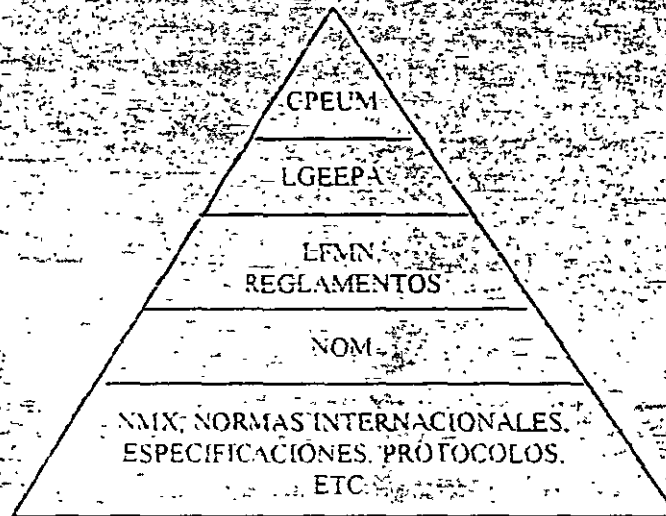 CPEUM
LGEEPA
LFMN,
REGLAMENTOS
NOM
NMX, NORMAS INTERNACIONALES,
ESPECIFICACIONES, PROTOCOLOS,
ETC.